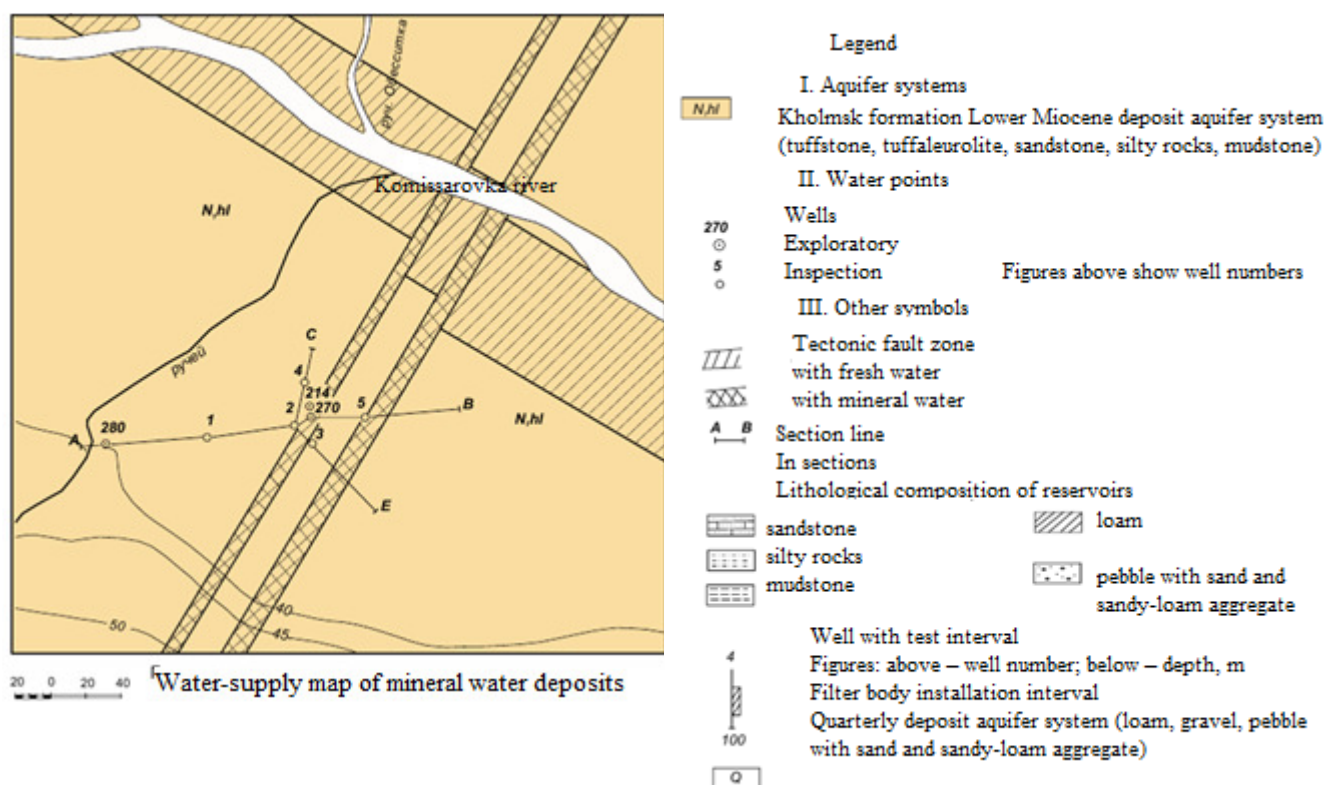 руч. Одесситка
Komissarovka river
N₁hl
ручей
C
4
214
2
270
5
B
1
280
A
3
N₁hl
E
40
45
50
20 0 20 40
Water-supply map of mineral water deposits
Legend
I. Aquifer systems
N₁hl
Kholmsk formation Lower Miocene deposit aquifer system
(tuffstone, tuffaleurolite, sandstone, silty rocks, mudstone)
II. Water points
Wells
270
Exploratory
5
Inspection
Figures above show well numbers
III. Other symbols
Tectonic fault zone
with fresh water
with mineral water
A B
Section line
In sections
Lithological composition of reservoirs
sandstone
loam
silty rocks
mudstone
pebble with sand and
sandy-loam aggregate
Well with test interval
4
Figures: above – well number; below – depth, m
Filter body installation interval
Quarterly deposit aquifer system (loam, gravel, pebble
100
with sand and sandy-loam aggregate)
Q